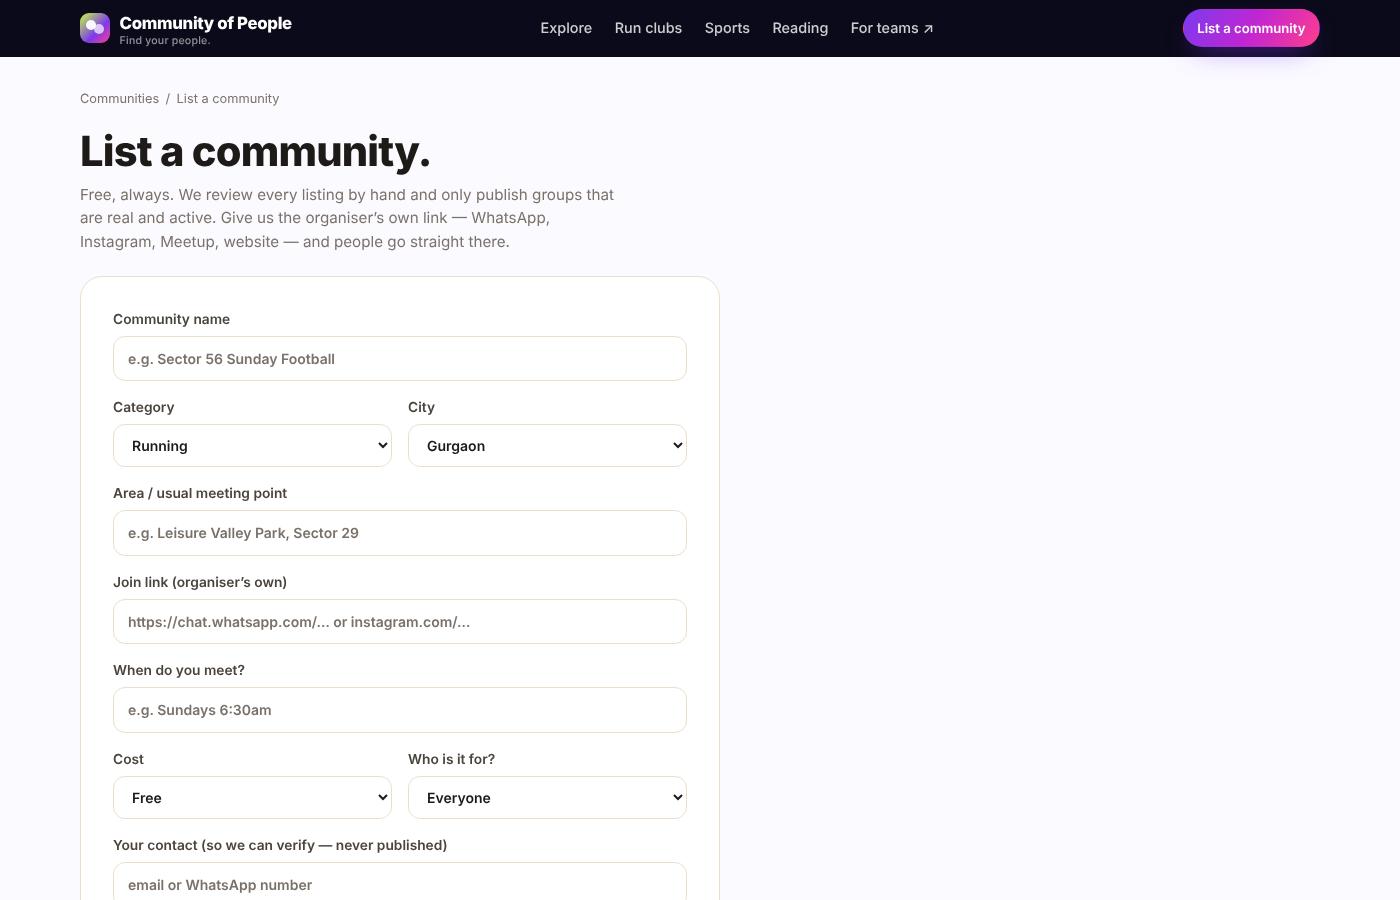 Community of People
Find your people.
Explore
Run clubs
Sports
Reading
For teams ↗
List a community
Communities / List a community
List a community.
Free, always. We review every listing by hand and only publish groups that
are real and active. Give us the organiser’s own link — WhatsApp,
Instagram, Meetup, website — and people go straight there.
Community name
e.g. Sector 56 Sunday Football
Category
City
Running
Gurgaon
Area / usual meeting point
e.g. Leisure Valley Park, Sector 29
Join link (organiser’s own)
https://chat.whatsapp.com/... or instagram.com/...
When do you meet?
e.g. Sundays 6:30am
Cost
Who is it for?
Free
Everyone
Your contact (so we can verify — never published)
email or WhatsApp number